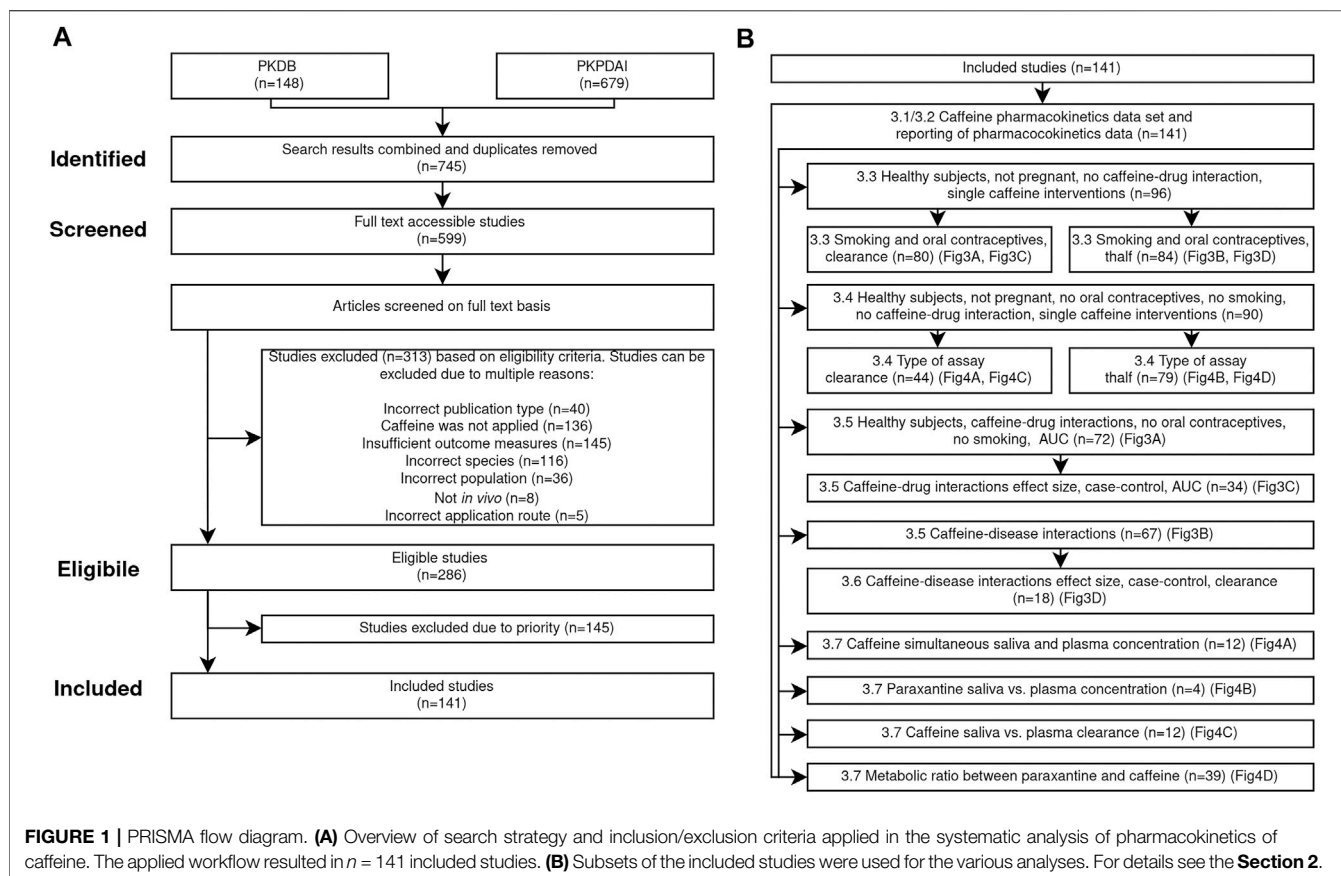 A
PKDB
(n=148)
PKPDAI
(n=679)
Identified
Search results combined and duplicates removed
(n=745)
Screened
Full text accessible studies
(n=599)
Articles screened on full text basis
Studies excluded (n=313) based on eligibility criteria. Studies can be
excluded due to multiple reasons:
Incorrect publication type (n=40)
Caffeine was not applied (n=136)
Insufficient outcome measures (n=145)
Incorrect species (n=116)
Incorrect population (n=36)
Not in vivo (n=8)
Incorrect application route (n=5)
Eligibile
Eligible studies
(n=286)
Studies excluded due to priority (n=145)
Included
Included studies
(n=141)
B
Included studies (n=141)
3.1/3.2 Caffeine pharmacokinetics data set and
reporting of pharmacocokinetics data
(n=141)
3.3 Healthy subjects, not pregnant, no caffeine-drug interaction,
single caffeine interventions (n=96)
3.3 Smoking and oral contraceptives,
clearance (n=80) (Fig3A, Fig3C)
3.3 Smoking and oral contraceptives,
thalf (n=84) (Fig3B, Fig3D)
3.4 Healthy subjects, not pregnant, no oral contraceptives, no smoking,
no caffeine-drug interaction, single caffeine interventions (n=90)
3.4 Type of assay
clearance (n=44) (Fig4A, Fig4C)
3.4 Type of assay
thalf (n=79) (Fig4B, Fig4D)
3.5 Healthy subjects, caffeine-drug interactions, no oral contraceptives,
no smoking, AUC (n=72) (Fig3A)
3.5 Caffeine-drug interactions effect size, case-control, AUC (n=34) (Fig3C)
3.5 Caffeine-disease interactions (n=67) (Fig3B)
3.6 Caffeine-disease interactions effect size, case-control, clearance
(n=18) (Fig3D)
3.7 Caffeine simultaneous saliva and plasma concentration (n=12) (Fig4A)
3.7 Paraxantine saliva vs. plasma concentration (n=4) (Fig4B)
3.7 Caffeine saliva vs. plasma clearance (n=12) (Fig4C)
3.7 Metabolic ratio between paraxantine and caffeine (n=39) (Fig4D)
FIGURE 1 | PRISMA flow diagram. (A) Overview of search strategy and inclusion/exclusion criteria applied in the systematic analysis of pharmacokinetics of
caffeine. The applied workflow resulted in n = 141 included studies. (B) Subsets of the included studies were used for the various analyses. For details see the Section 2.